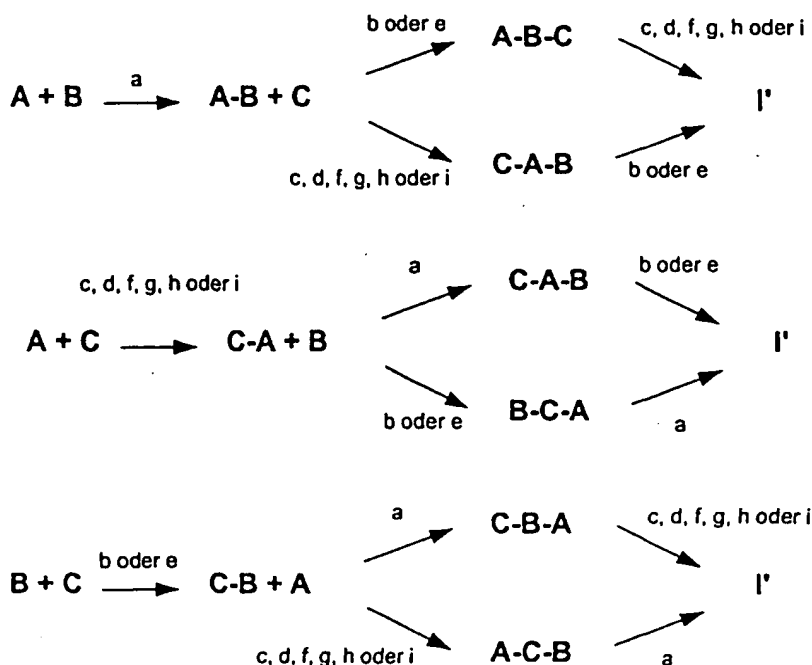 b oder e A-B-C c, d, f, g, h oder i
A + B a A-B + C I'
c, d, f, g, h oder i C-A-B b oder e
c, d, f, g, h oder i a C-A-B b oder e
A + C C-A + B I'
b oder e B-C-A a
a C-B-A c, d, f, g, h oder i
B + C b oder e C-B + A I'
c, d, f, g, h oder i A-C-B a